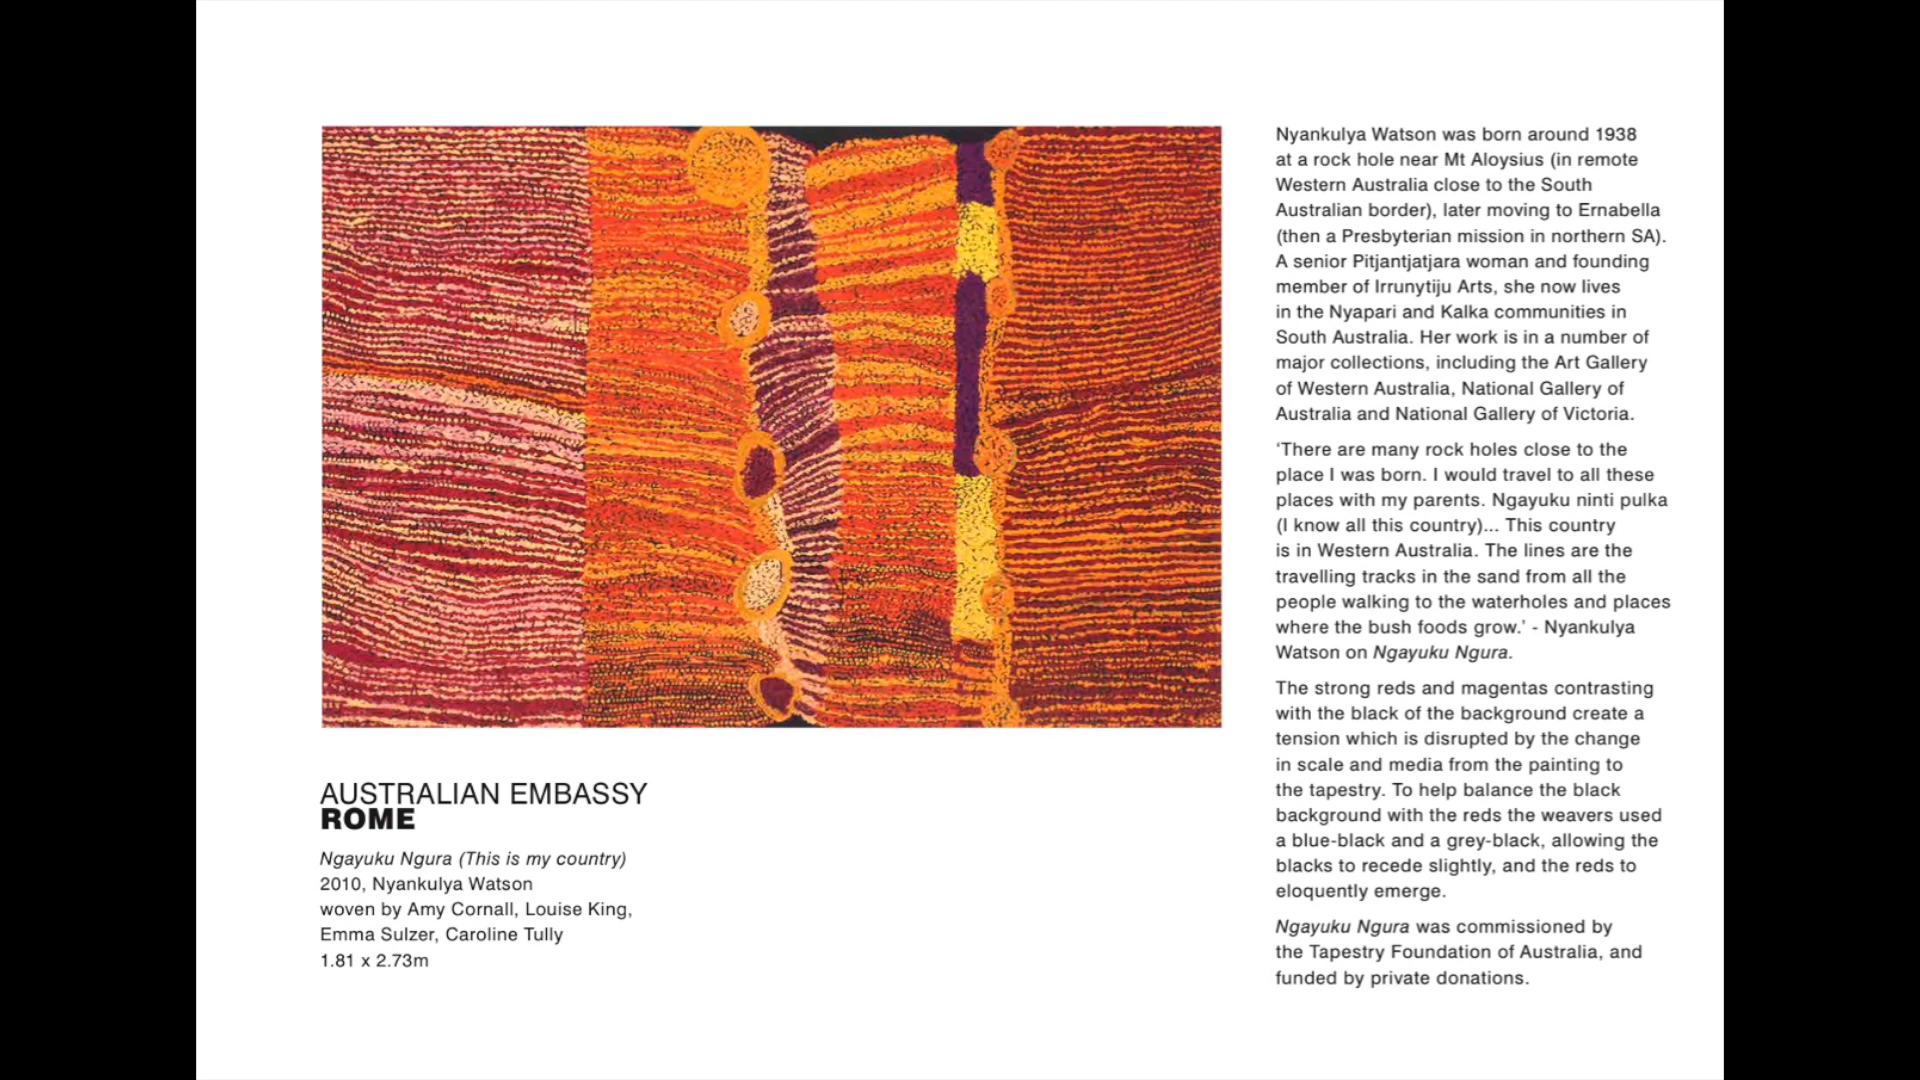 AUSTRALIAN EMBASSY
ROME
Ngayuku Ngura (This is my country)
2010, Nyankulya Watson
woven by Amy Cornall, Louise King,
Emma Sulzer, Caroline Tully
1.81 x 2.73m
Nyankulya Watson was born around 1938
at a rock hole near Mt Aloysius (in remote
Western Australia close to the South
Australian border), later moving to Ernabella
(then a Presbyterian mission in northern SA).
A senior Pitjantjatjara woman and founding
member of Irrunytiju Arts, she now lives
in the Nyapari and Kalka communities in
South Australia. Her work is in a number of
major collections, including the Art Gallery
of Western Australia, National Gallery of
Australia and National Gallery of Victoria.
‘There are many rock holes close to the
place I was born. I would travel to all these
places with my parents. Ngayuku ninti pulka
(I know all this country)... This country
is in Western Australia. The lines are the
travelling tracks in the sand from all the
people walking to the waterholes and places
where the bush foods grow.’ - Nyankulya
Watson on Ngayuku Ngura.
The strong reds and magentas contrasting
with the black of the background create a
tension which is disrupted by the change
in scale and media from the painting to
the tapestry. To help balance the black
background with the reds the weavers used
a blue-black and a grey-black, allowing the
blacks to recede slightly, and the reds to
eloquently emerge.
Ngayuku Ngura was commissioned by
the Tapestry Foundation of Australia, and
funded by private donations.